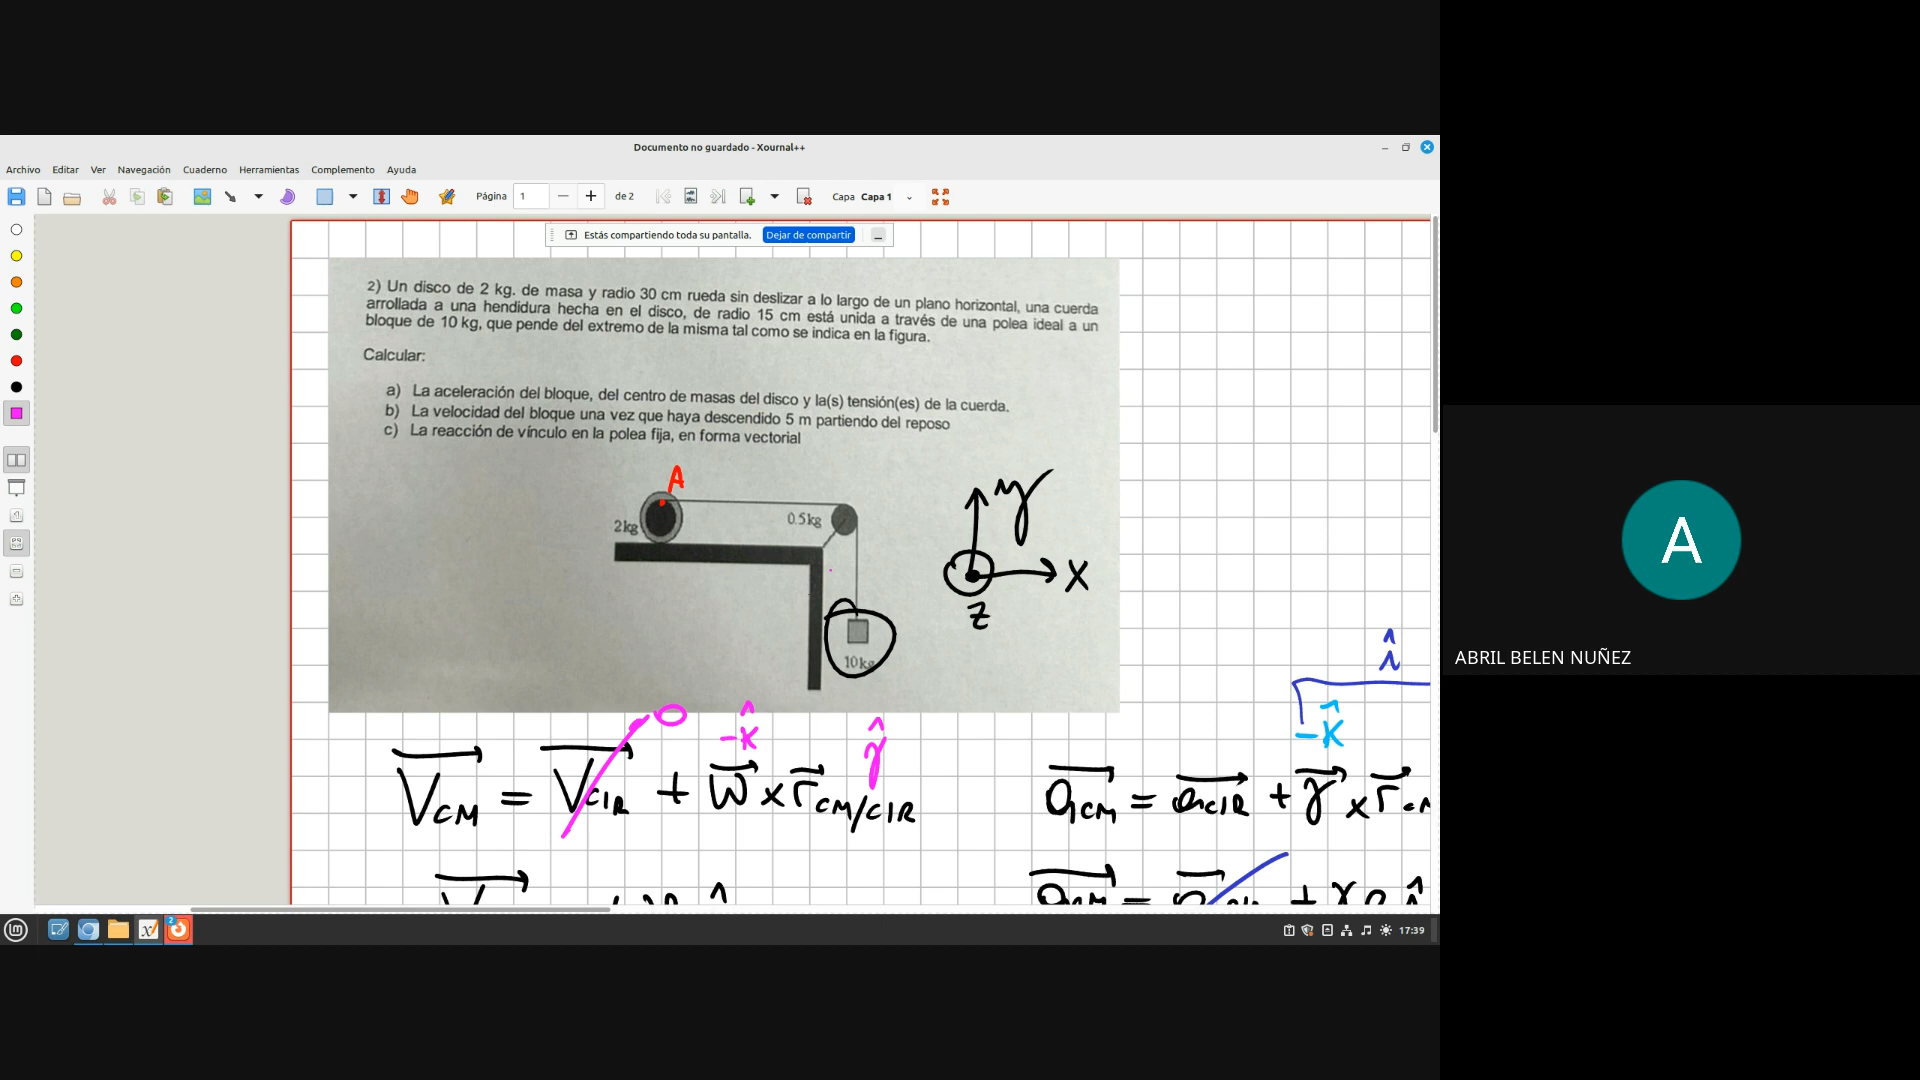 Documento no guardado - Xournal++
Archivo Editar Ver Navegación Cuaderno Herramientas Complemento Ayuda
Página 1 de 2 Capa Capa 1
Estás compartiendo toda su pantalla. Dejar de compartir
2) Un disco de 2 kg. de masa y radio 30 cm rueda sin deslizar a lo largo de un plano horizontal, una cuerda
arrollada a una hendidura hecha en el disco, de radio 15 cm está unida a través de una polea ideal a un
bloque de 10 kg, que pende del extremo de la misma tal como se indica en la figura.
Calcular:
a) La aceleración del bloque, del centro de masas del disco y la(s) tensión(es) de la cuerda.
b) La velocidad del bloque una vez que haya descendido 5 m partiendo del reposo
c) La reacción de vínculo en la polea fija, en forma vectorial
A
2kg
0.5kg
10kg
y
x
z
A
ABRIL BELEN NUÑEZ
0 -k̂ ĵ
V⃗CM = V⃗CIR + ω⃗ x r⃗CM/CIR
-k̂
a⃗CM = a⃗CIR + γ⃗ x r⃗
2
17:39